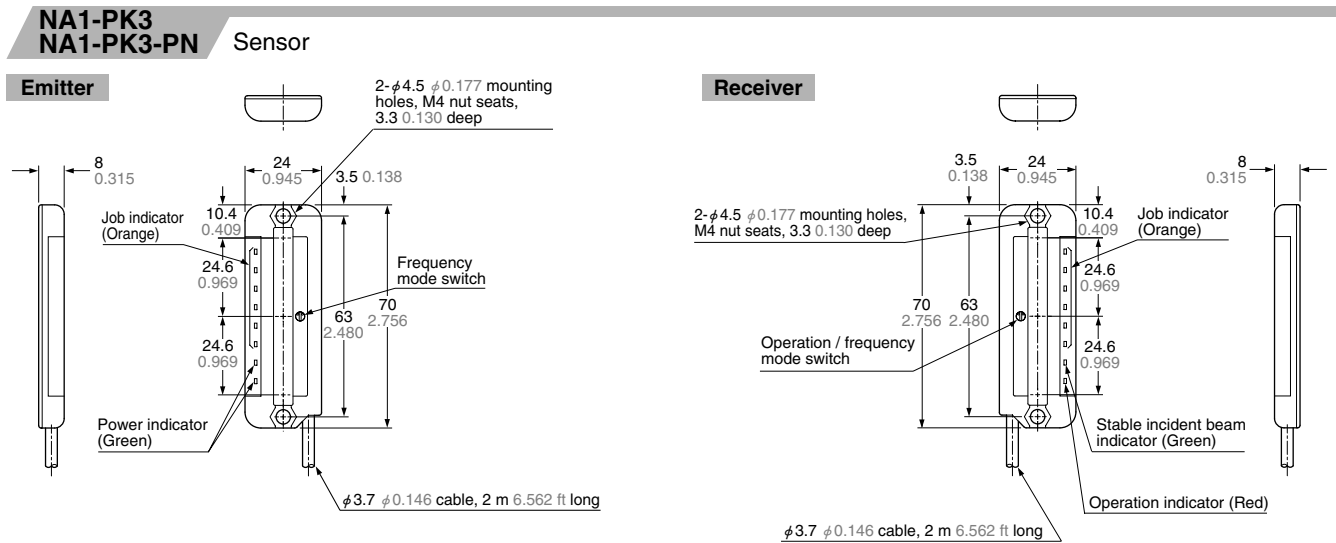 NA1-PK3
NA1-PK3-PN Sensor
Emitter
2-ϕ4.5 ϕ0.177 mounting
holes, M4 nut seats,
3.3 0.130 deep
8
0.315
24
0.945
3.5 0.138
Job indicator
(Orange)
10.4
0.409
24.6
0.969
Frequency
mode switch
63
2.480
70
2.756
24.6
0.969
Power indicator
(Green)
ϕ3.7 ϕ0.146 cable, 2 m 6.562 ft long
Receiver
3.5
0.138
24
0.945
8
0.315
2-ϕ4.5 ϕ0.177 mounting holes,
M4 nut seats, 3.3 0.130 deep
10.4
0.409
Job indicator
(Orange)
24.6
0.969
70
2.756
63
2.480
Operation / frequency
mode switch
24.6
0.969
Stable incident beam
indicator (Green)
Operation indicator (Red)
ϕ3.7 ϕ0.146 cable, 2 m 6.562 ft long